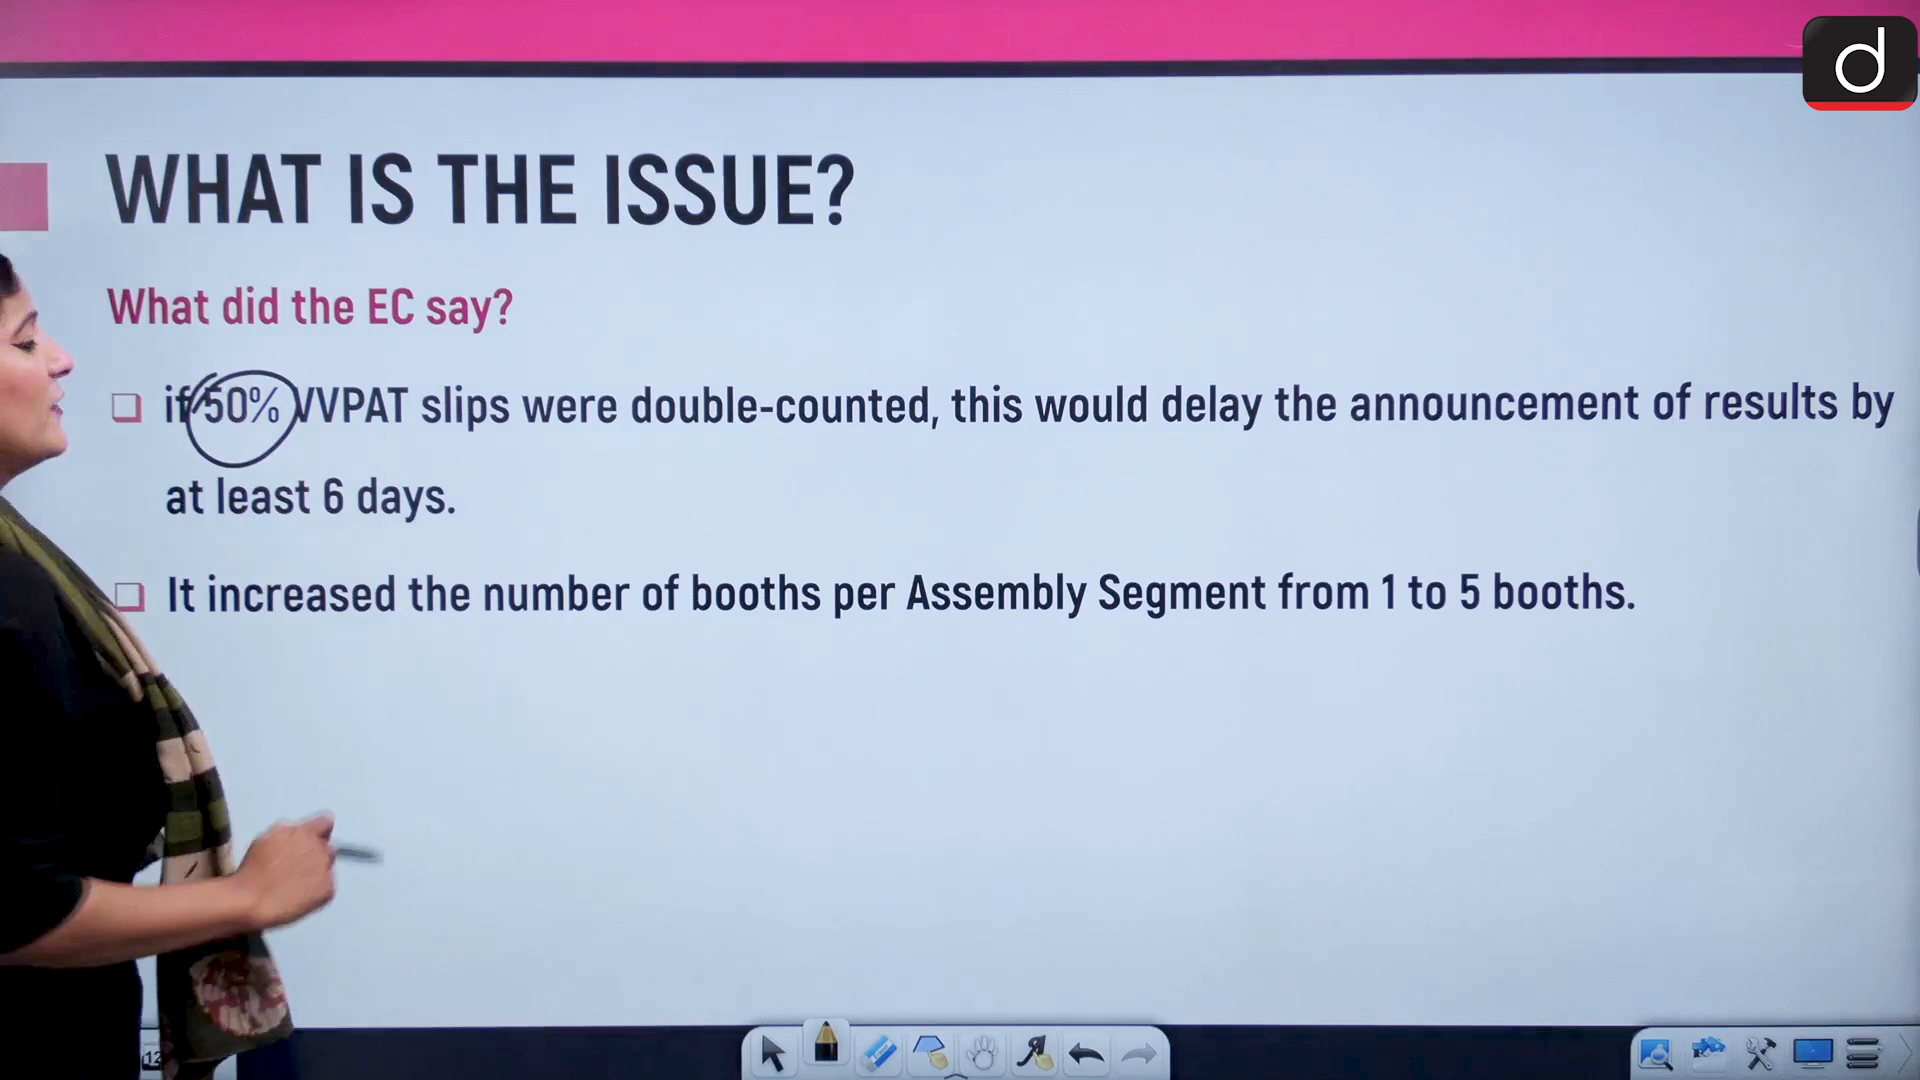 d
WHAT IS THE ISSUE?
What did the EC say?
if 50% VVPAT slips were double-counted, this would delay the announcement of results by
at least 6 days.
It increased the number of booths per Assembly Segment from 1 to 5 booths.
12